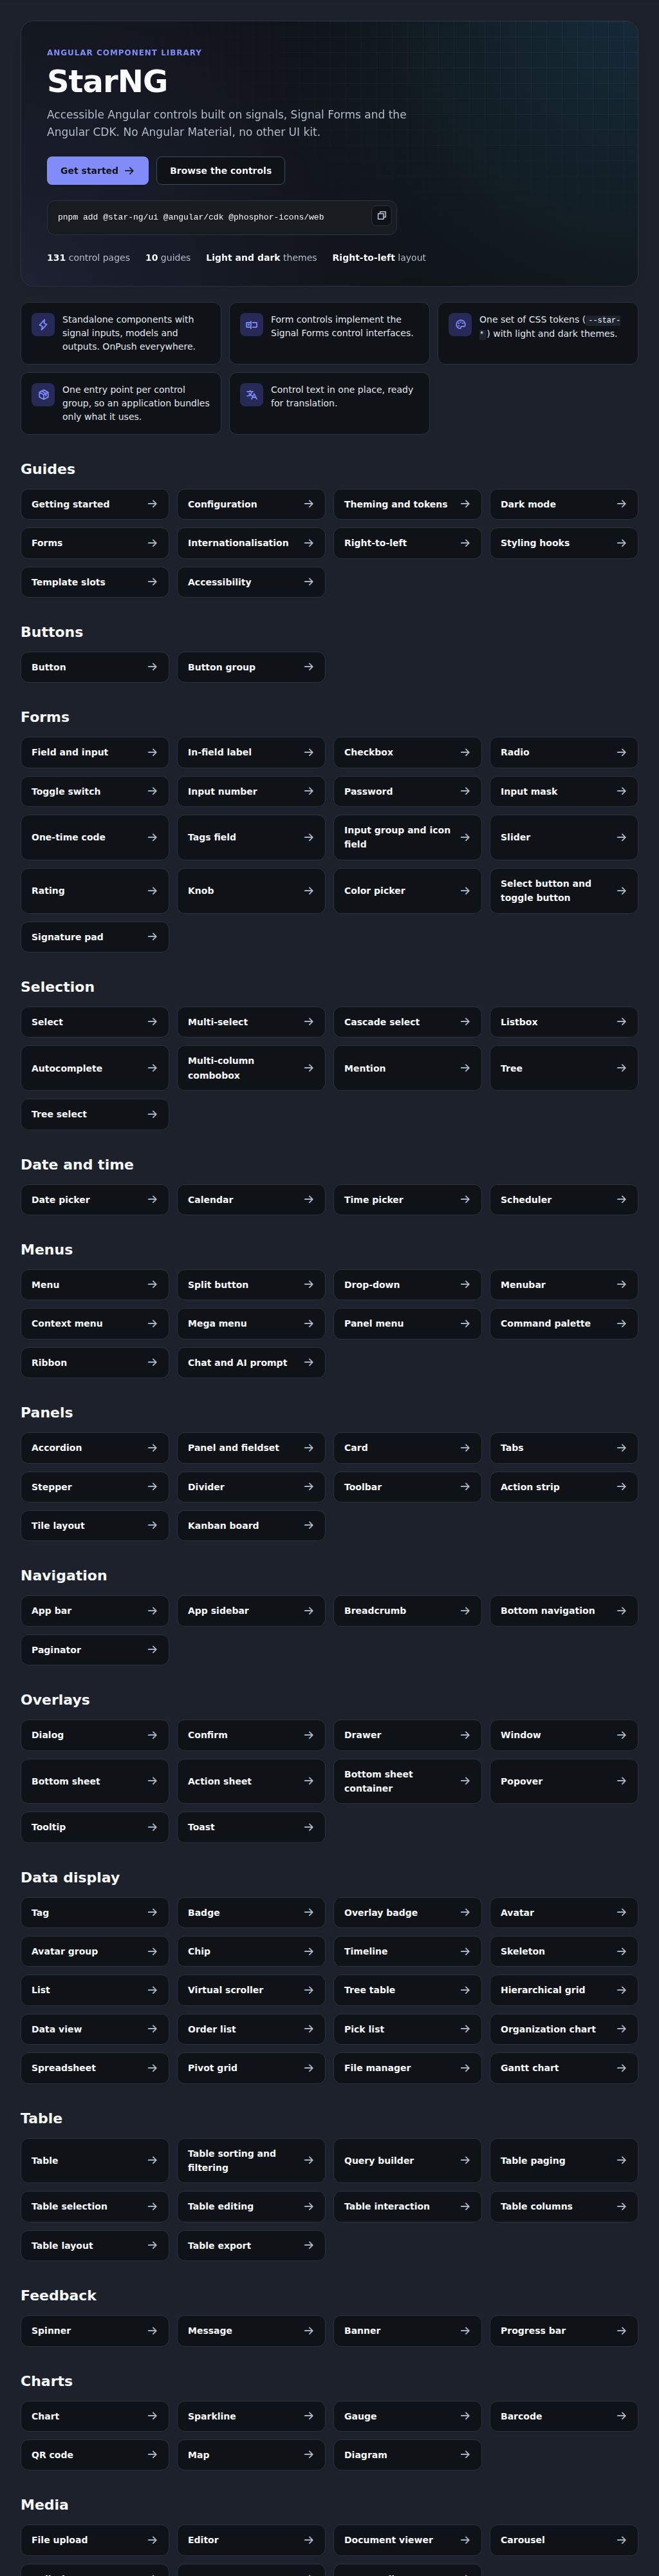 ANGULAR COMPONENT LIBRARY
StarNG
Accessible Angular controls built on signals, Signal Forms and the
Angular CDK. No Angular Material, no other UI kit.
Get started
Browse the controls
pnpm add @star-ng/ui @angular/cdk @phosphor-icons/web
131 control pages 10 guides Light and dark themes Right-to-left layout
Standalone components with
signal inputs, models and
outputs. OnPush everywhere.
Form controls implement the
Signal Forms control interfaces.
One set of CSS tokens (--star-
*) with light and dark themes.
One entry point per control
group, so an application bundles
only what it uses.
Control text in one place, ready
for translation.
Guides
Getting started
Configuration
Theming and tokens
Dark mode
Forms
Internationalisation
Right-to-left
Styling hooks
Template slots
Accessibility
Buttons
Button
Button group
Forms
Field and input
In-field label
Checkbox
Radio
Toggle switch
Input number
Password
Input mask
One-time code
Tags field
Input group and icon
field
Slider
Rating
Knob
Color picker
Select button and
toggle button
Signature pad
Selection
Select
Multi-select
Cascade select
Listbox
Autocomplete
Multi-column
combobox
Mention
Tree
Tree select
Date and time
Date picker
Calendar
Time picker
Scheduler
Menus
Menu
Split button
Drop-down
Menubar
Context menu
Mega menu
Panel menu
Command palette
Ribbon
Chat and AI prompt
Panels
Accordion
Panel and fieldset
Card
Tabs
Stepper
Divider
Toolbar
Action strip
Tile layout
Kanban board
Navigation
App bar
App sidebar
Breadcrumb
Bottom navigation
Paginator
Overlays
Dialog
Confirm
Drawer
Window
Bottom sheet
Action sheet
Bottom sheet
container
Popover
Tooltip
Toast
Data display
Tag
Badge
Overlay badge
Avatar
Avatar group
Chip
Timeline
Skeleton
List
Virtual scroller
Tree table
Hierarchical grid
Data view
Order list
Pick list
Organization chart
Spreadsheet
Pivot grid
File manager
Gantt chart
Table
Table
Table sorting and
filtering
Query builder
Table paging
Table selection
Table editing
Table interaction
Table columns
Table layout
Table export
Feedback
Spinner
Message
Banner
Progress bar
Charts
Chart
Sparkline
Gauge
Barcode
QR code
Map
Diagram
Media
File upload
Editor
Document viewer
Carousel